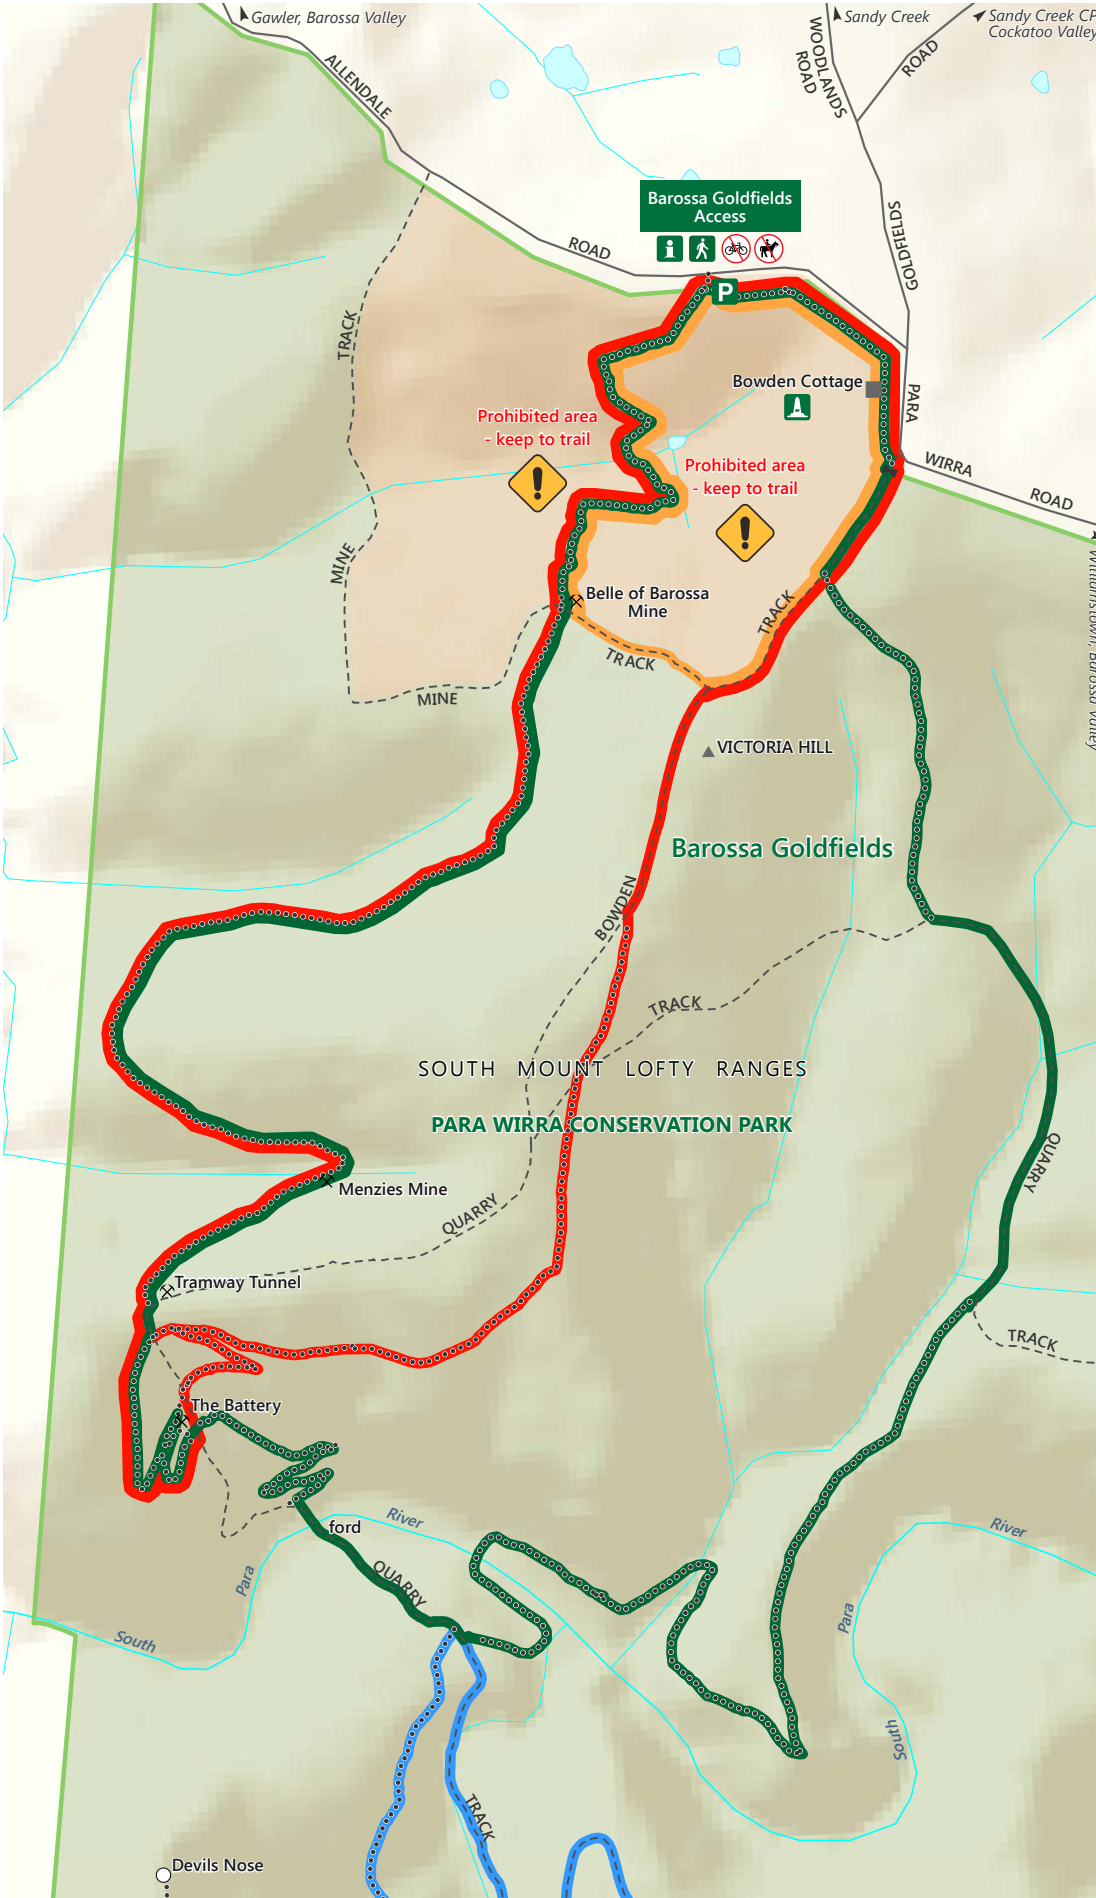 Gawler, Barossa Valley
Sandy Creek
Sandy Creek CP
Cockatoo Valley
WOODLANDS
ROAD
ROAD
ALLENDALE
Barossa Goldfields
Access
P
ROAD
GOLDFIELDS
TRACK
Bowden Cottage
PARA
Prohibited area
- keep to trail
Prohibited area
- keep to trail
WIRRA
ROAD
MINE
Williamstown, Barossa Valley
Belle of Barossa
Mine
TRACK
TRACK
MINE
VICTORIA HILL
Barossa Goldfields
BOWDEN
TRACK
SOUTH MOUNT LOFTY RANGES
PARA WIRRA CONSERVATION PARK
QUARRY
Menzies Mine
QUARRY
Tramway Tunnel
TRACK
The Battery
River
ford
River
QUARRY
Para
Para
South
South
TRACK
Devils Nose